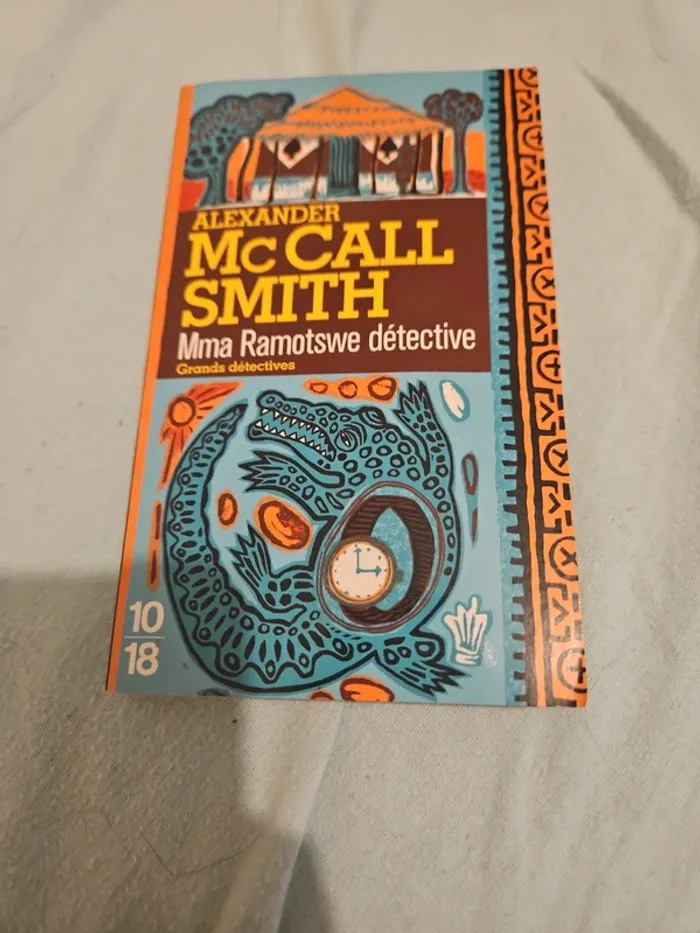 ALEXANDER
McCALL
SMITH
Mma Ramotswe détective
Grands détectives
10
18